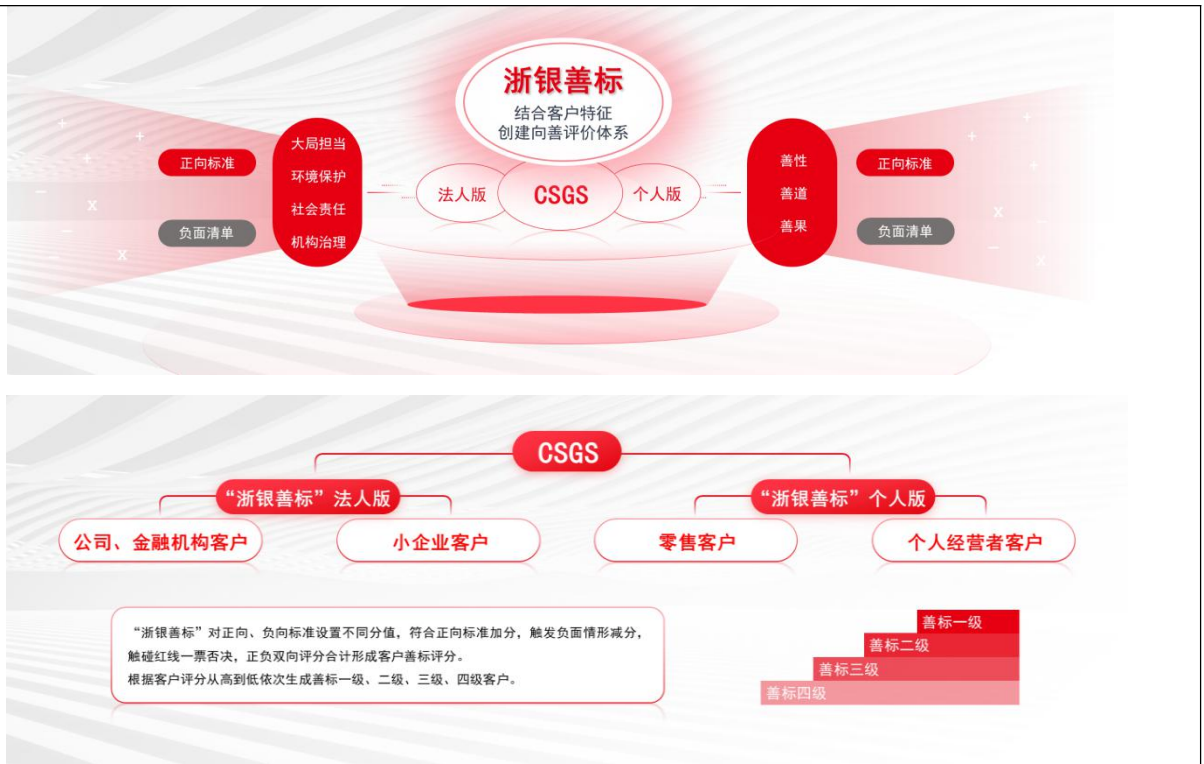 浙银善标
结合客户特征
创建向善评价体系
正向标准
负面清单
大局担当
环境保护
社会责任
机构治理
法人版
CSGS
个人版
善性
善道
善果
正向标准
负面清单
CSGS
“浙银善标”法人版
“浙银善标”个人版
公司、金融机构客户
小企业客户
零售客户
个人经营者客户
“浙银善标”对正向、负向标准设置不同分值，符合正向标准加分，触发负面情形减分，
触碰红线一票否决，正负双向评分合计形成客户善标评分。
根据客户评分从高到低依次生成善标一级、二级、三级、四级客户。
善标一级
善标二级
善标三级
善标四级